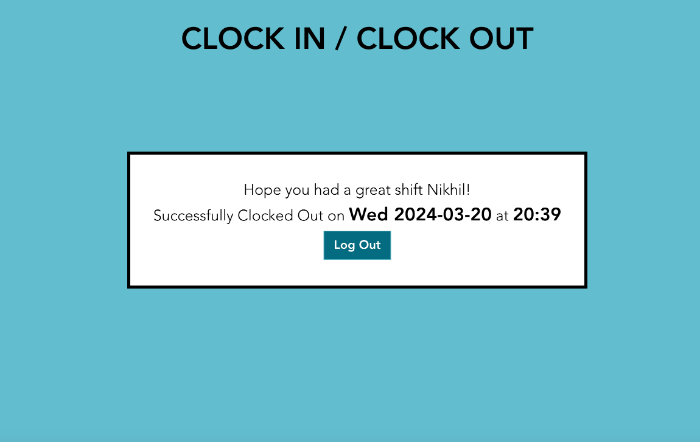 CLOCK IN / CLOCK OUT
Hope you had a great shift Nikhil!
Successfully Clocked Out on Wed 2024-03-20 at 20:39
Log Out